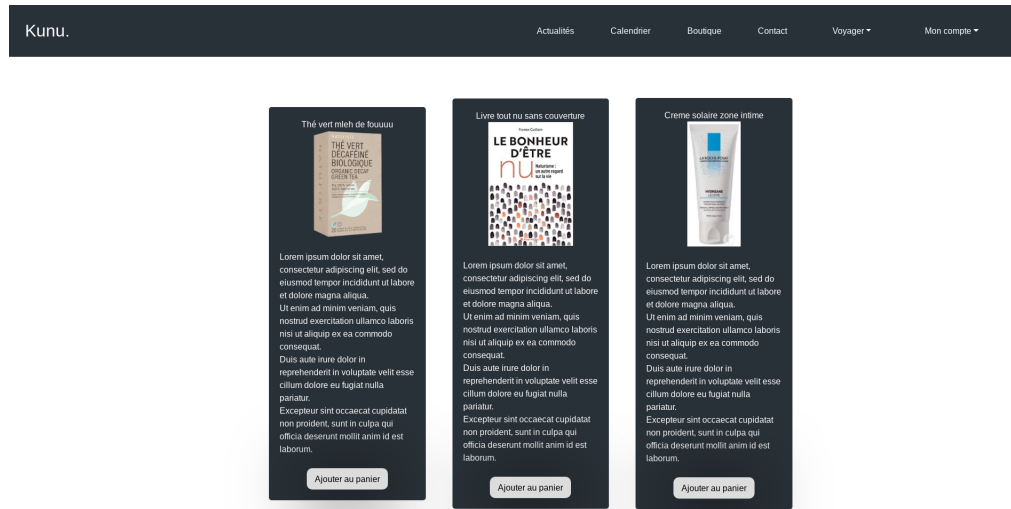 Kunu.
Actualités
Calendrier
Boutique
Contact
Voyager
Mon compte
Thé vert mleh de fouuuu
THÉ VERT
DÉCAFÉINÉ
BIOLOGIQUE
ORGANIC DECAF
GREEN TEA
Lorem ipsum dolor sit amet,
consectetur adipiscing elit, sed do
eiusmod tempor incididunt ut labore
et dolore magna aliqua.
Ut enim ad minim veniam, quis
nostrud exercitation ullamco laboris
nisi ut aliquip ex ea commodo
consequat.
Duis aute irure dolor in
reprehenderit in voluptate velit esse
cillum dolore eu fugiat nulla
pariatur.
Excepteur sint occaecat cupidatat
non proident, sunt in culpa qui
officia deserunt mollit anim id est
laborum.
Ajouter au panier
Livre tout nu sans couverture
LE BONHEUR
D'ÊTRE
nu
Naturisme :
un autre regard
sur la vie
Lorem ipsum dolor sit amet,
consectetur adipiscing elit, sed do
eiusmod tempor incididunt ut labore
et dolore magna aliqua.
Ut enim ad minim veniam, quis
nostrud exercitation ullamco laboris
nisi ut aliquip ex ea commodo
consequat.
Duis aute irure dolor in
reprehenderit in voluptate velit esse
cillum dolore eu fugiat nulla
pariatur.
Excepteur sint occaecat cupidatat
non proident, sunt in culpa qui
officia deserunt mollit anim id est
laborum.
Ajouter au panier
Creme solaire zone intime
LA ROCHE-POSAY
Lorem ipsum dolor sit amet,
consectetur adipiscing elit, sed do
eiusmod tempor incididunt ut labore
et dolore magna aliqua.
Ut enim ad minim veniam, quis
nostrud exercitation ullamco laboris
nisi ut aliquip ex ea commodo
consequat.
Duis aute irure dolor in
reprehenderit in voluptate velit esse
cillum dolore eu fugiat nulla
pariatur.
Excepteur sint occaecat cupidatat
non proident, sunt in culpa qui
officia deserunt mollit anim id est
laborum.
Ajouter au panier